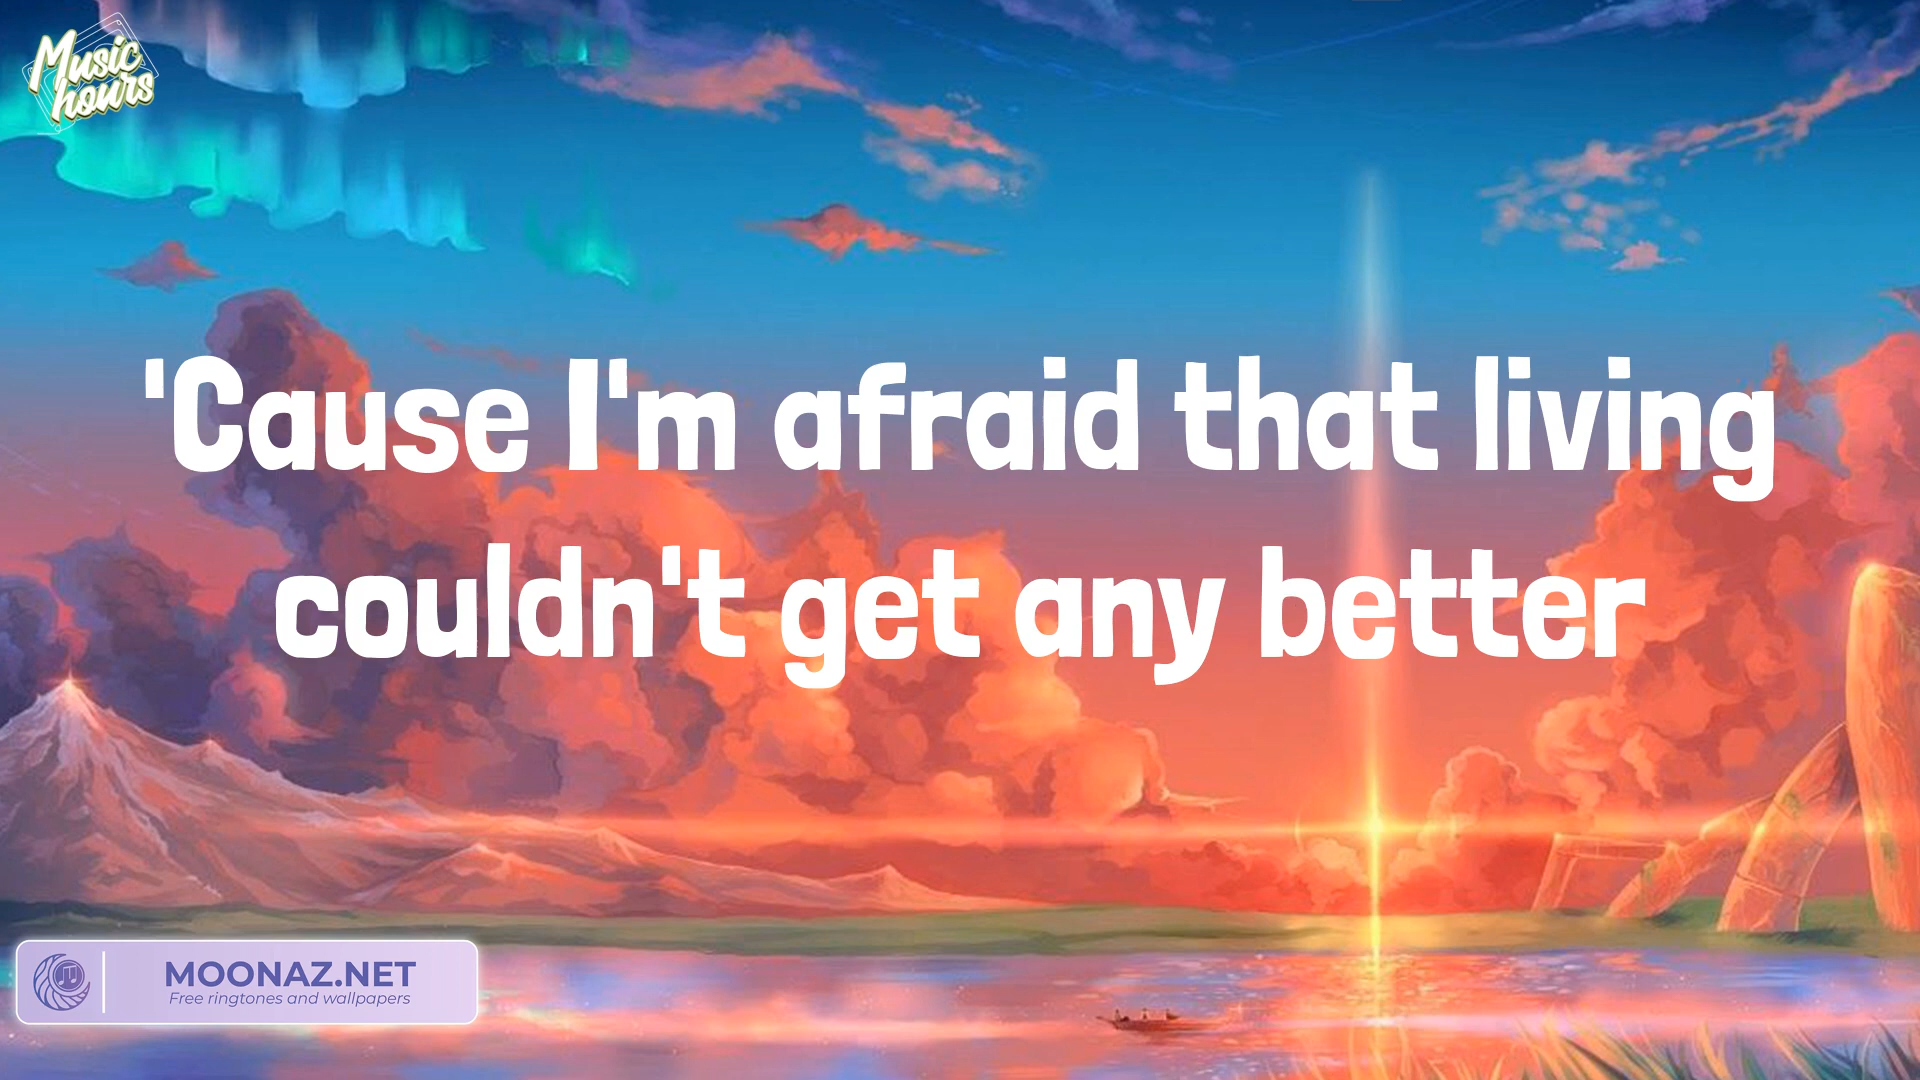 Music
hours
'Cause I'm afraid that living
couldn't get any better
MOONAZ.NET
Free ringtones and wallpapers